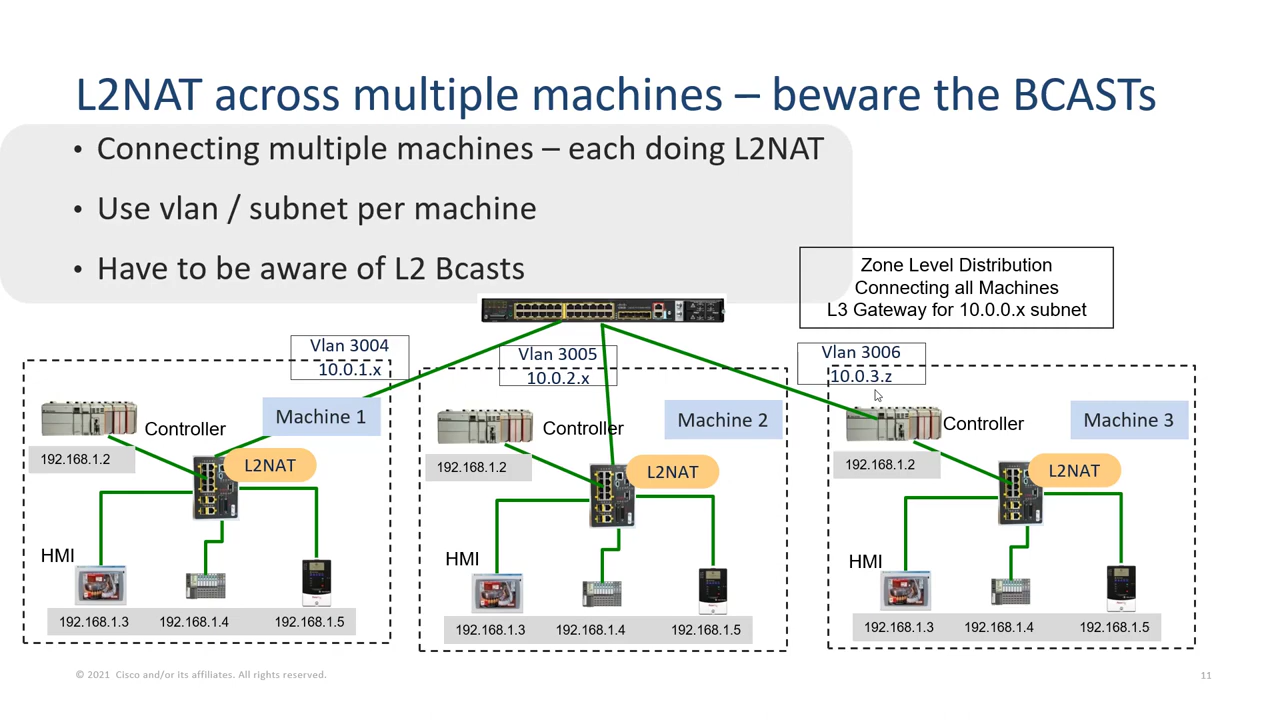 L2NAT across multiple machines – beware the BCASTs
• Connecting multiple machines – each doing L2NAT
• Use vlan / subnet per machine
• Have to be aware of L2 Bcasts
Zone Level Distribution
Connecting all Machines
L3 Gateway for 10.0.0.x subnet
Vlan 3004
10.0.1.x
Vlan 3005
10.0.2.x
Vlan 3006
10.0.3.z
Controller
Machine 1
192.168.1.2
L2NAT
HMI
192.168.1.3
192.168.1.4
192.168.1.5
Controller
Machine 2
192.168.1.2
L2NAT
HMI
192.168.1.3
192.168.1.4
192.168.1.5
Controller
Machine 3
192.168.1.2
L2NAT
HMI
192.168.1.3
192.168.1.4
192.168.1.5
© 2021 Cisco and/or its affiliates. All rights reserved.
11